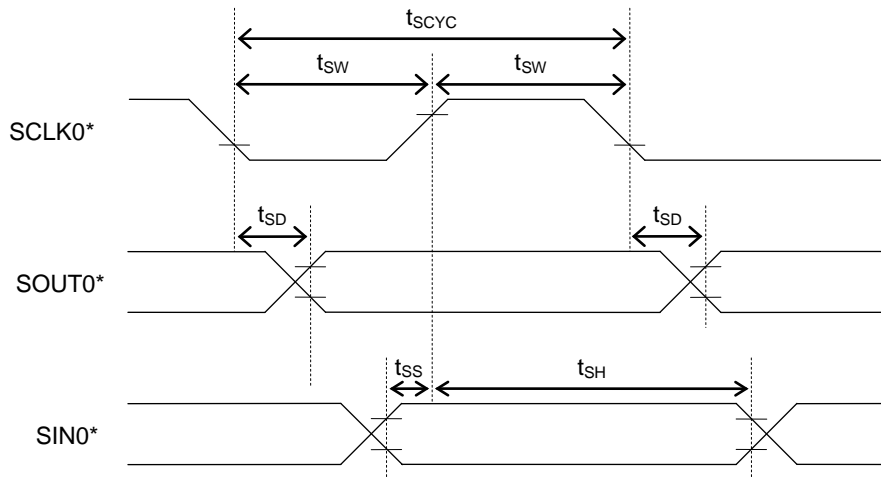 tSCYC
tSW tSW
SCLK0*
tSD tSD
SOUT0*
tSS tSH
SIN0*